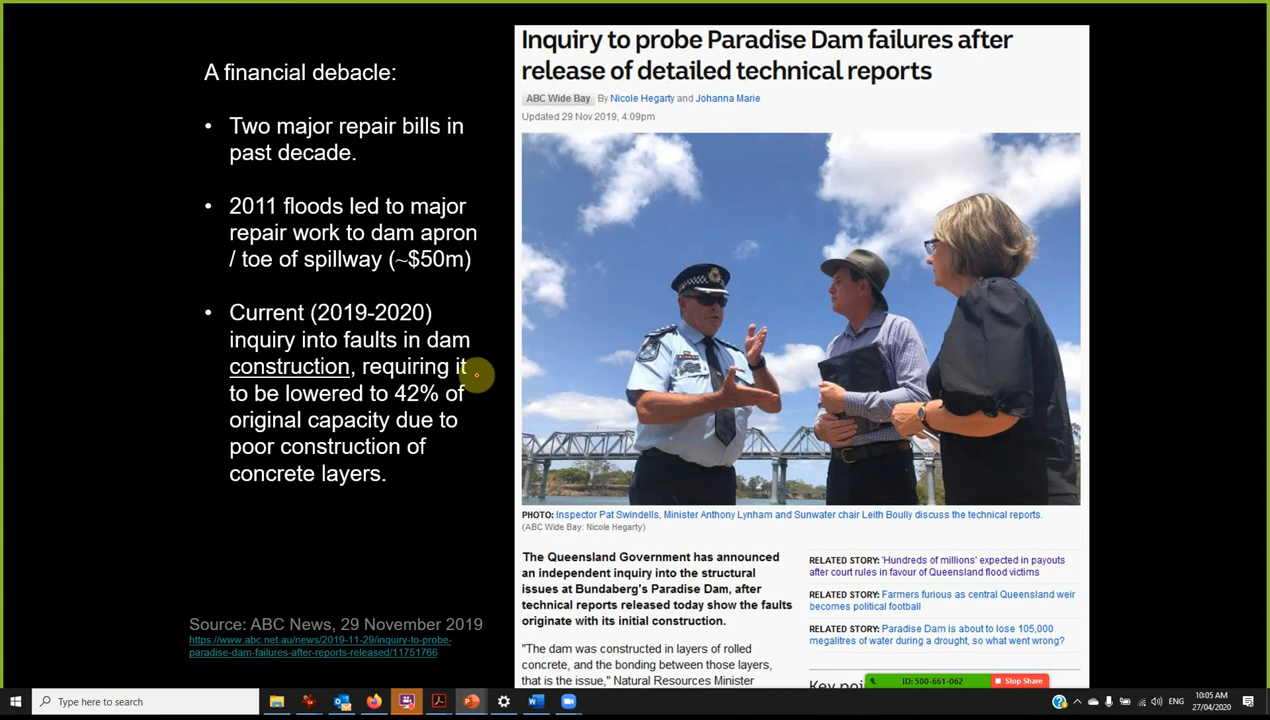 A financial debacle:
• Two major repair bills in
past decade.
• 2011 floods led to major
repair work to dam apron
/ toe of spillway (~$50m)
• Current (2019-2020)
inquiry into faults in dam
construction, requiring it
to be lowered to 42% of
original capacity due to
poor construction of
concrete layers.
Source: ABC News, 29 November 2019
https://www.abc.net.au/news/2019-11-29/inquiry-to-probe-
paradise-dam-failures-after-reports-released/11751766
Inquiry to probe Paradise Dam failures after
release of detailed technical reports
ABC Wide Bay By Nicole Hegarty and Johanna Marie
Updated 29 Nov 2019, 4:09pm
PHOTO: Inspector Pat Swindells, Minister Anthony Lynham and Sunwater chair Leith Boully discuss the technical reports.
(ABC Wide Bay: Nicole Hegarty)
The Queensland Government has announced
an independent inquiry into the structural
issues at Bundaberg's Paradise Dam, after
technical reports released today show the faults
originate with its initial construction.
"The dam was constructed in layers of rolled
concrete, and the bonding between those layers,
that is the issue," Natural Resources Minister
RELATED STORY: 'Hundreds of millions' expected in payouts
after court rules in favour of Queensland flood victims
RELATED STORY: Farmers furious as central Queensland weir
becomes political football
RELATED STORY: Paradise Dam is about to lose 105,000
megalitres of water during a drought, so what went wrong?
ID: 500-661-062
Stop Share
Type here to search
ENG
10:05 AM
27/04/2020